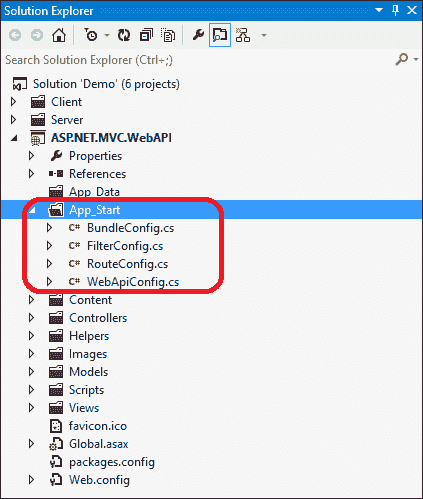 Solution Explorer
Search Solution Explorer (Ctrl+;)
Solution 'Demo' (6 projects)
Client
Server
ASP.NET.MVC.WebAPI
Properties
References
App_Data
App_Start
C# BundleConfig.cs
C# FilterConfig.cs
C# RouteConfig.cs
C# WebApiConfig.cs
Content
Controllers
Helpers
Images
Models
Scripts
Views
favicon.ico
Global.asax
packages.config
Web.config